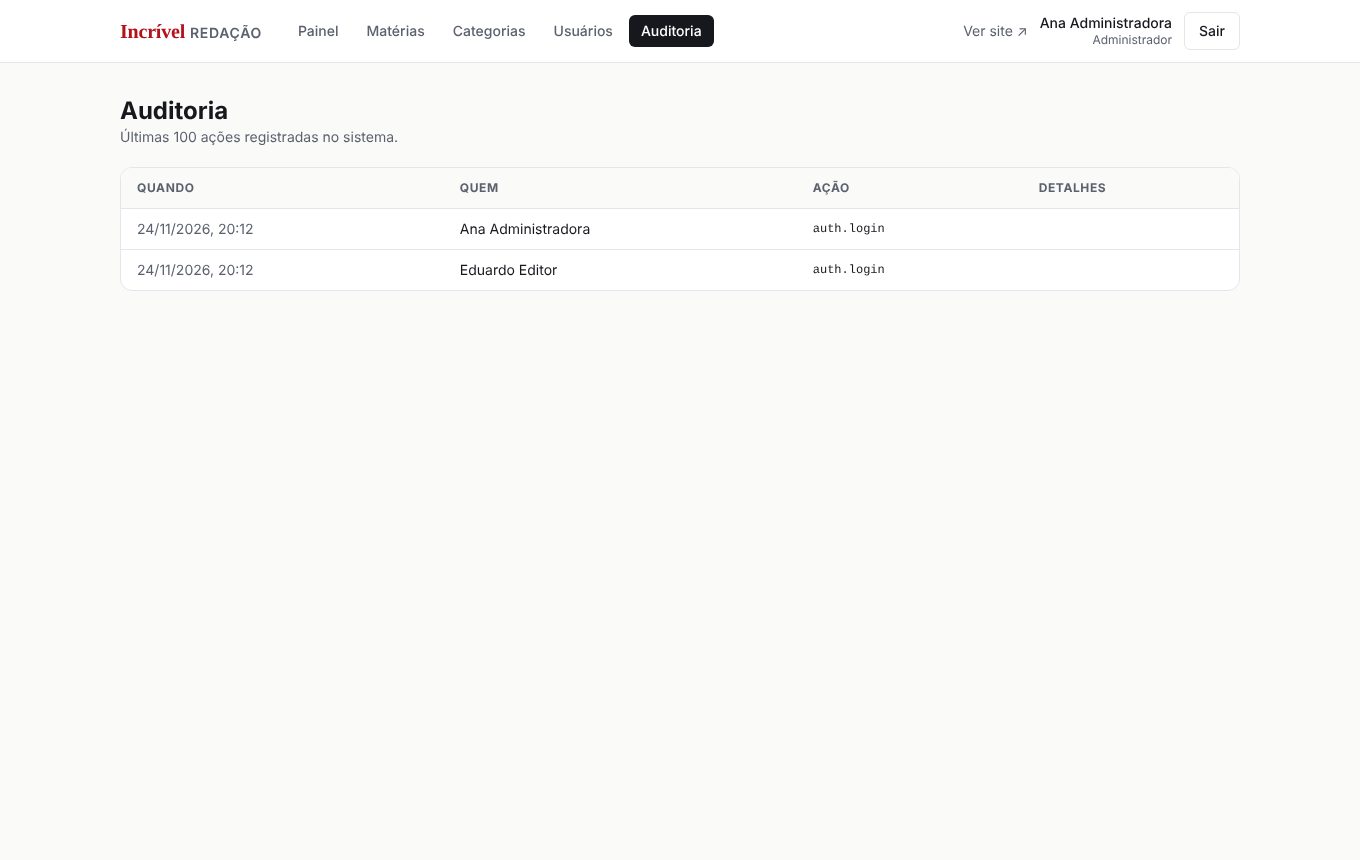 Incrível REDAÇÃO Painel Matérias Categorias Usuários Auditoria Ver site ↗ Ana Administradora Sair
Administrador
Auditoria
Últimas 100 ações registradas no sistema.
QUANDO QUEM AÇÃO DETALHES
24/11/2026, 20:12 Ana Administradora auth.login
24/11/2026, 20:12 Eduardo Editor auth.login